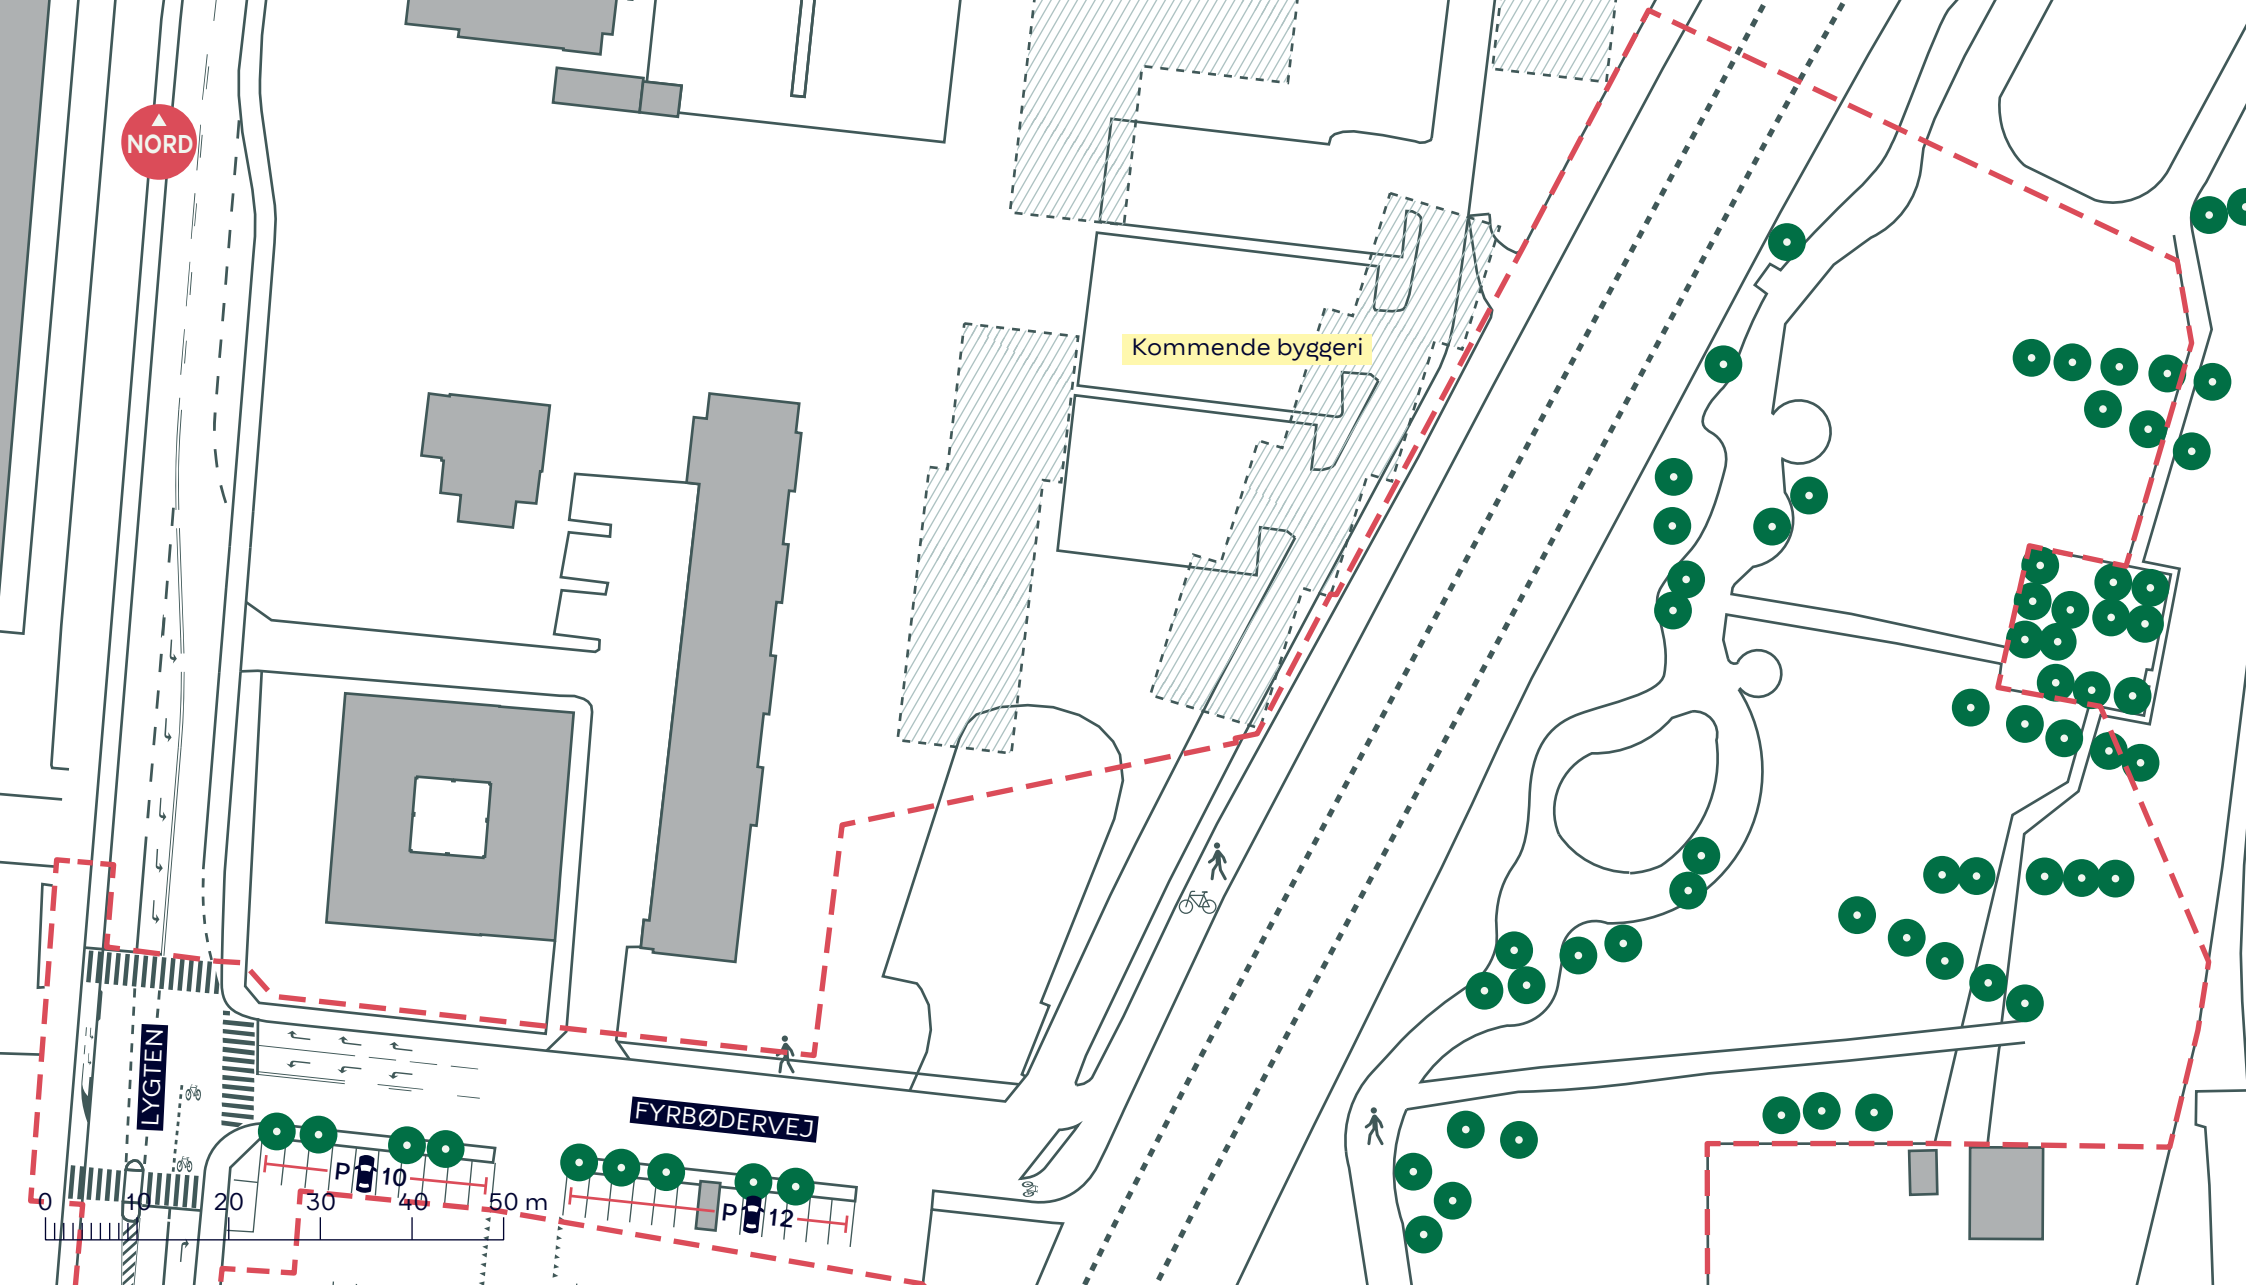 NORD
Kommende byggeri
LYGTEN
FYRBØDERVEJ
P 10
P 12
0 10 20 30 40 50 m